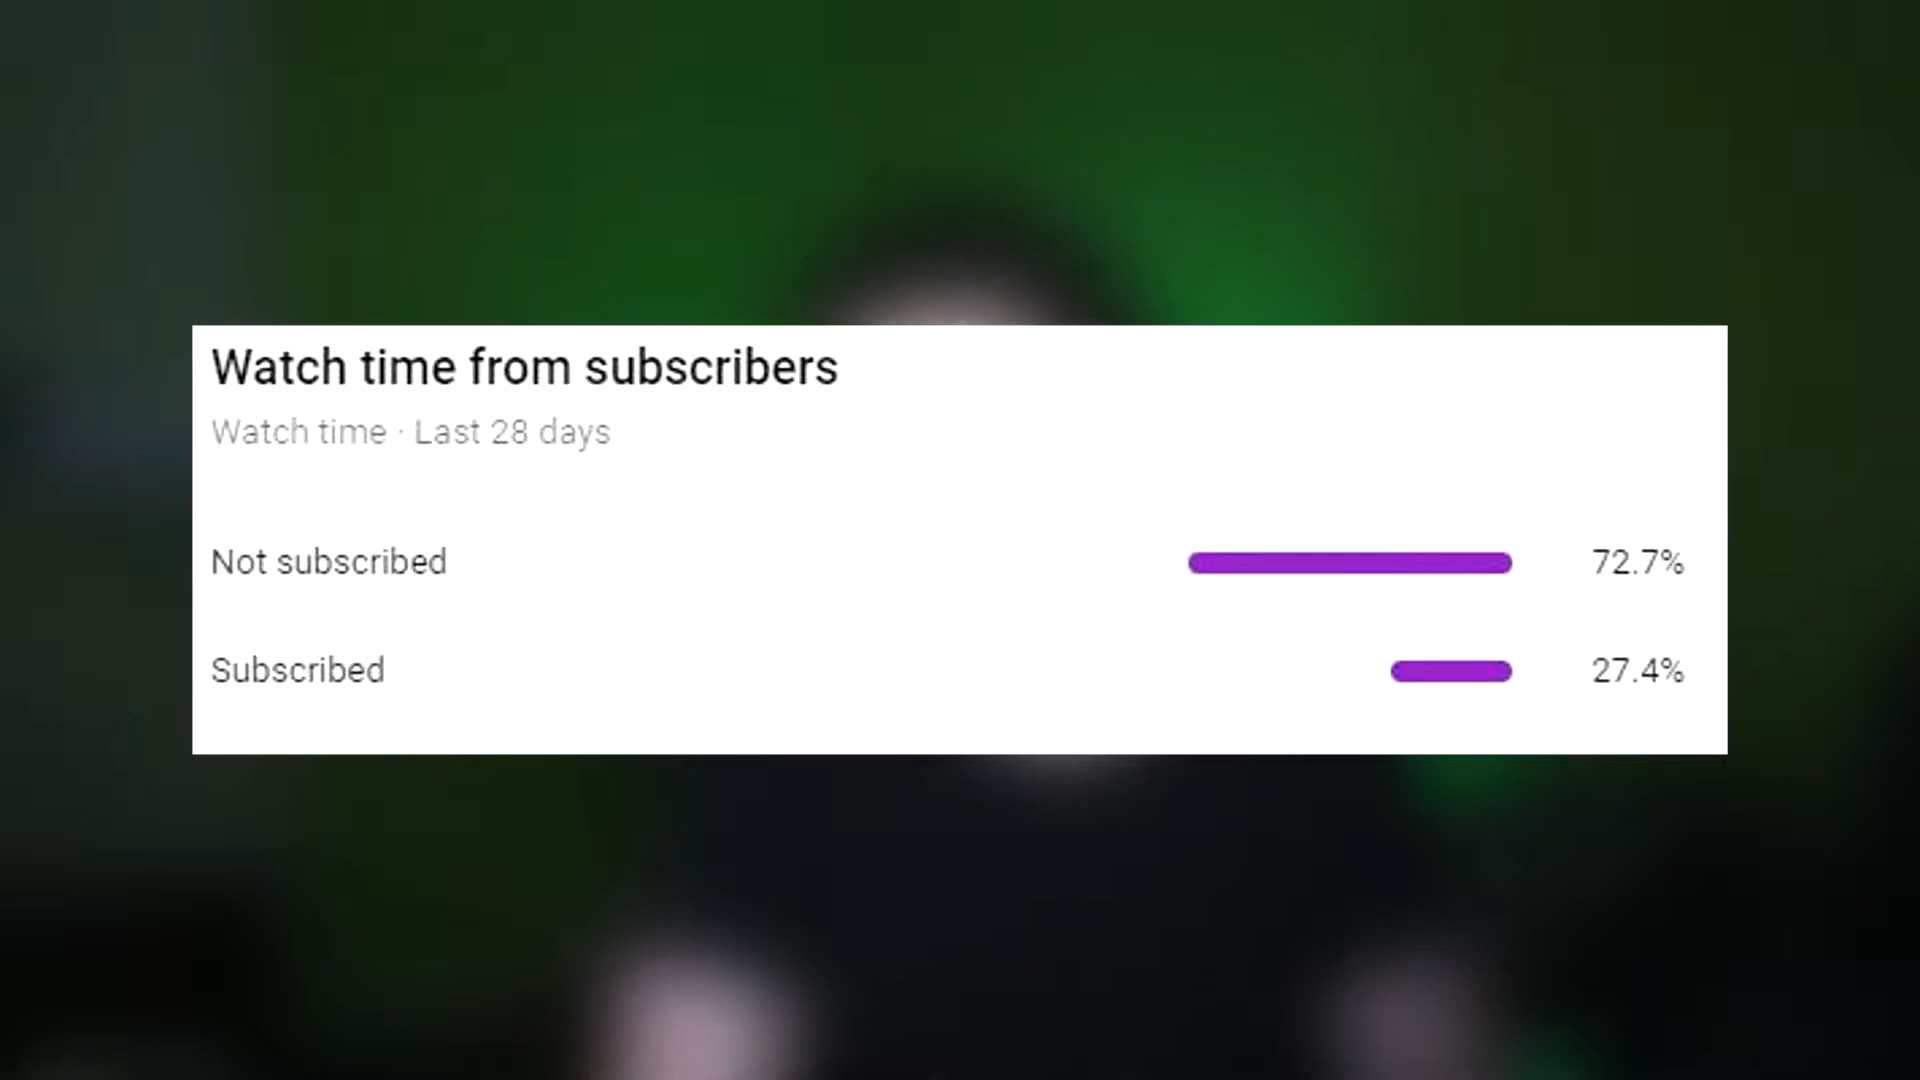 Watch time from subscribers
Watch time · Last 28 days
Not subscribed 72.7%
Subscribed 27.4%